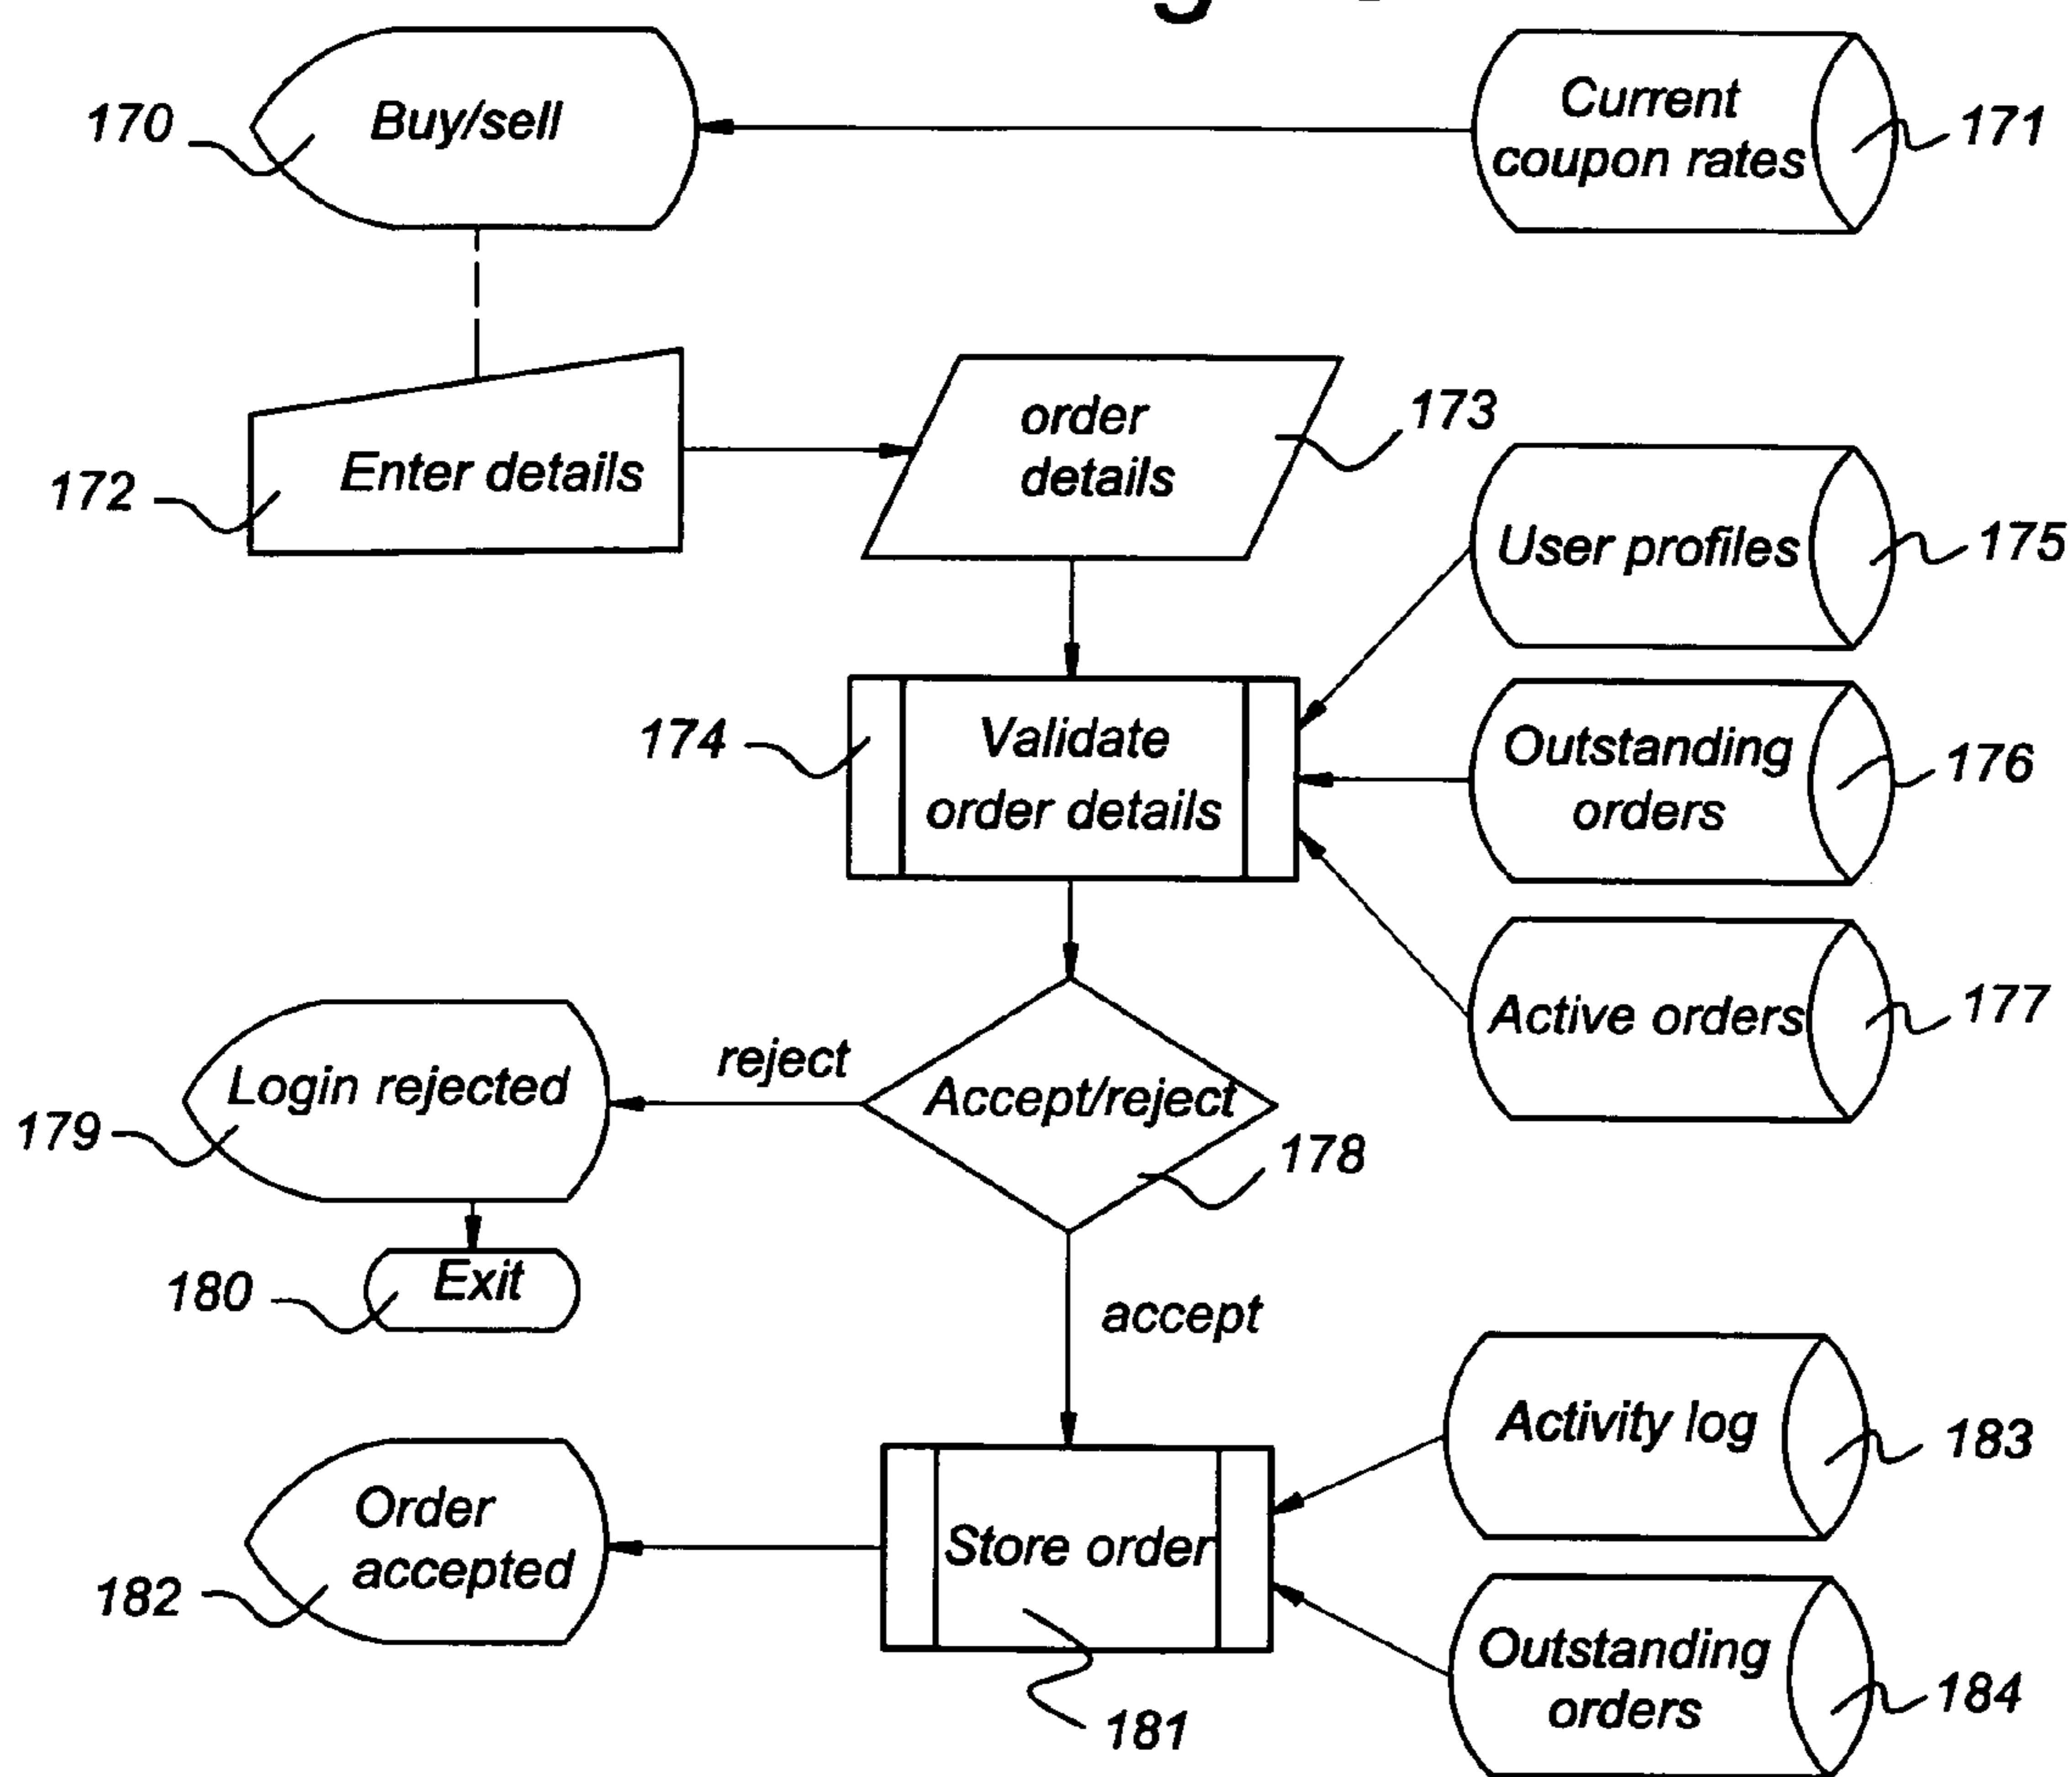 170
Buy/sell
Current
coupon rates
171
172
Enter details
order
details
173
User profiles
175
174
Validate
order details
Outstanding
orders
176
Active orders
177
179
Login rejected
reject
Accept/reject
178
180
Exit
accept
Activity log
183
182
Order
accepted
Store order
181
Outstanding
orders
184